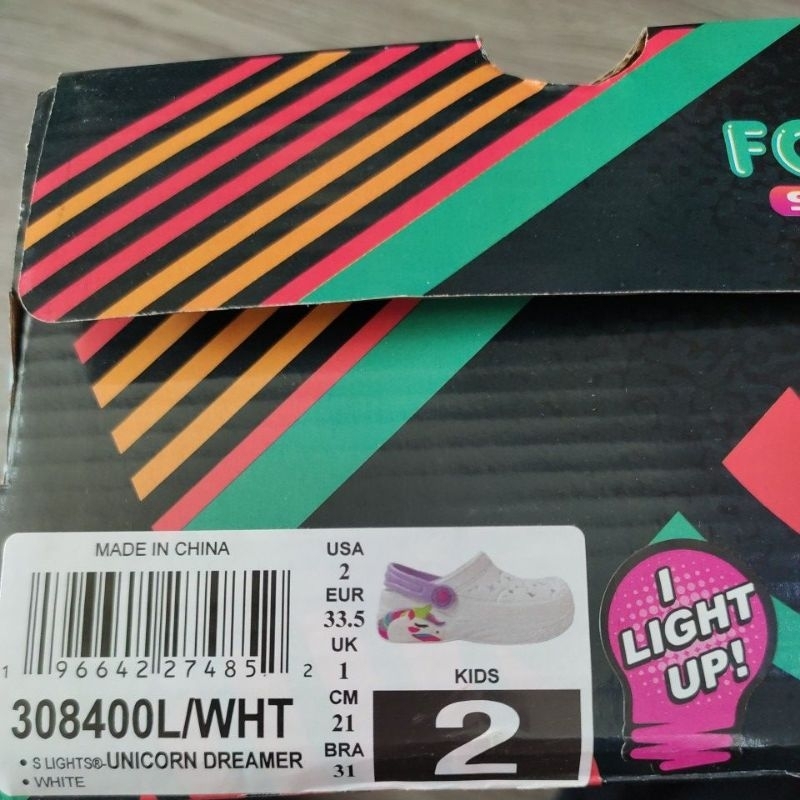 MADE IN CHINA
1 96642 27485 2
308400L/WHT
• S LIGHTS®-UNICORN DREAMER
• WHITE
USA
2
EUR
33.5
UK
1
CM
21
BRA
31
KIDS
2
I
LIGHT
UP!